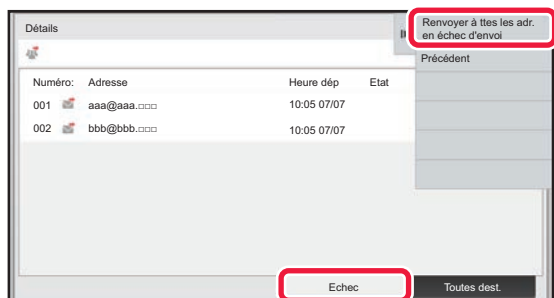 Détails
Renvoyer à ttes les adr.
en échec d'envoi
Précédent
Numéro: Adresse Heure dép Etat
001 aaa@aaa.□□□ 10:05 07/07
002 bbb@bbb.□□□ 10:05 07/07
Echec Toutes dest.